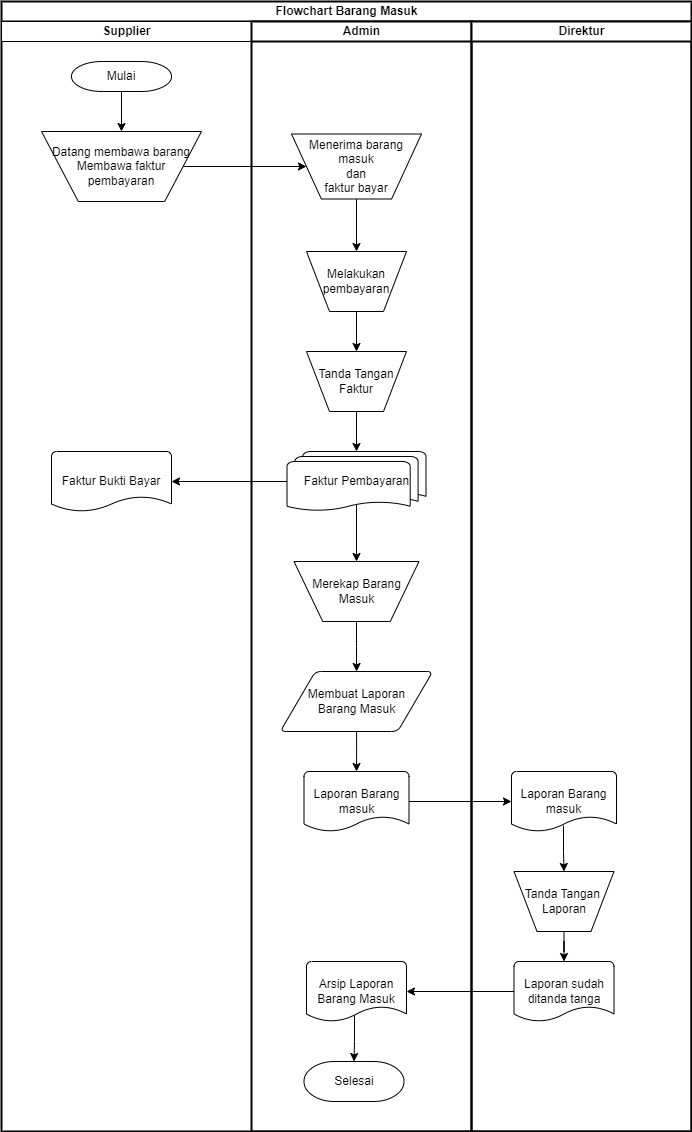 Flowchart Barang Masuk
Supplier
Admin
Direktur
Mulai
Datang membawa barang
Membawa faktur
pembayaran
Menerima barang
masuk
dan
faktur bayar
Melakukan
pembayaran
Tanda Tangan
Faktur
Faktur Bukti Bayar
Faktur Pembayaran
Merekap Barang
Masuk
Membuat Laporan
Barang Masuk
Laporan Barang
masuk
Laporan Barang
masuk
Tanda Tangan
Laporan
Arsip Laporan
Barang Masuk
Laporan sudah
ditanda tanga
Selesai